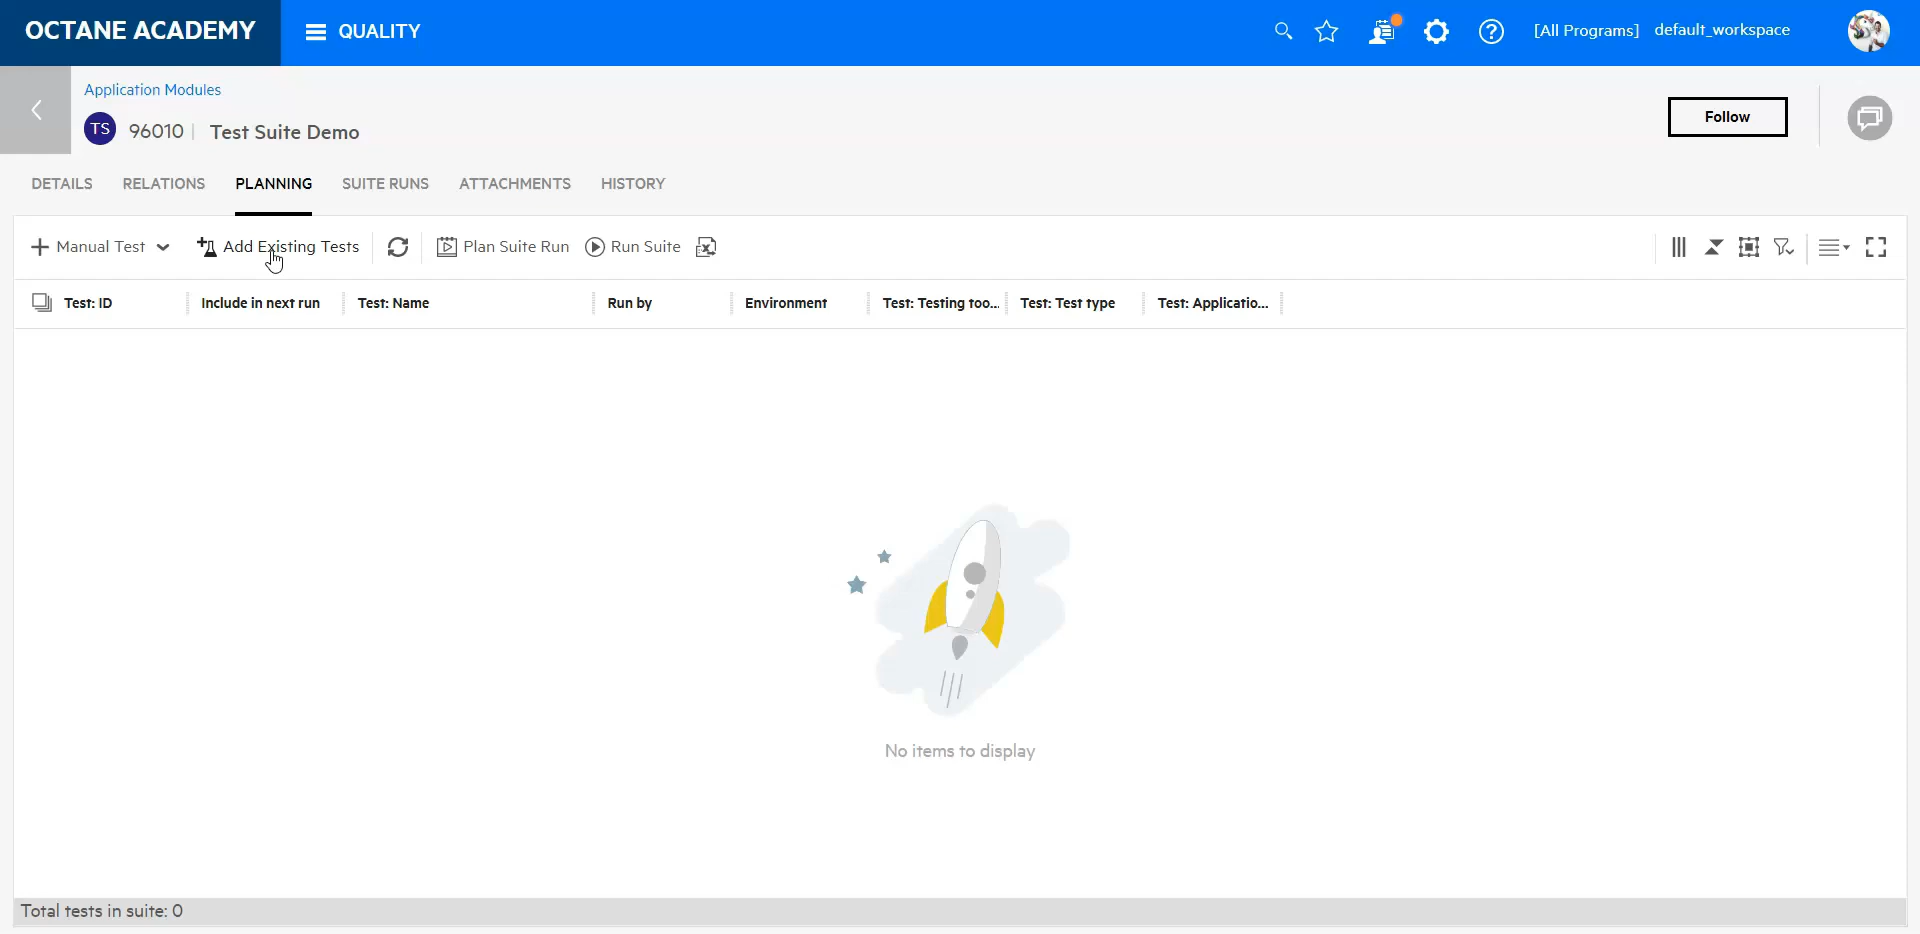 OCTANE ACADEMY
QUALITY
[All Programs] default_workspace
Application Modules
TS 96010 Test Suite Demo
Follow
DETAILS RELATIONS PLANNING SUITE RUNS ATTACHMENTS HISTORY
Manual Test Add Existing Tests Plan Suite Run Run Suite
Test: ID Include in next run Test: Name Run by Environment Test: Testing too... Test: Test type Test: Applicatio...
No items to display
Total tests in suite: 0